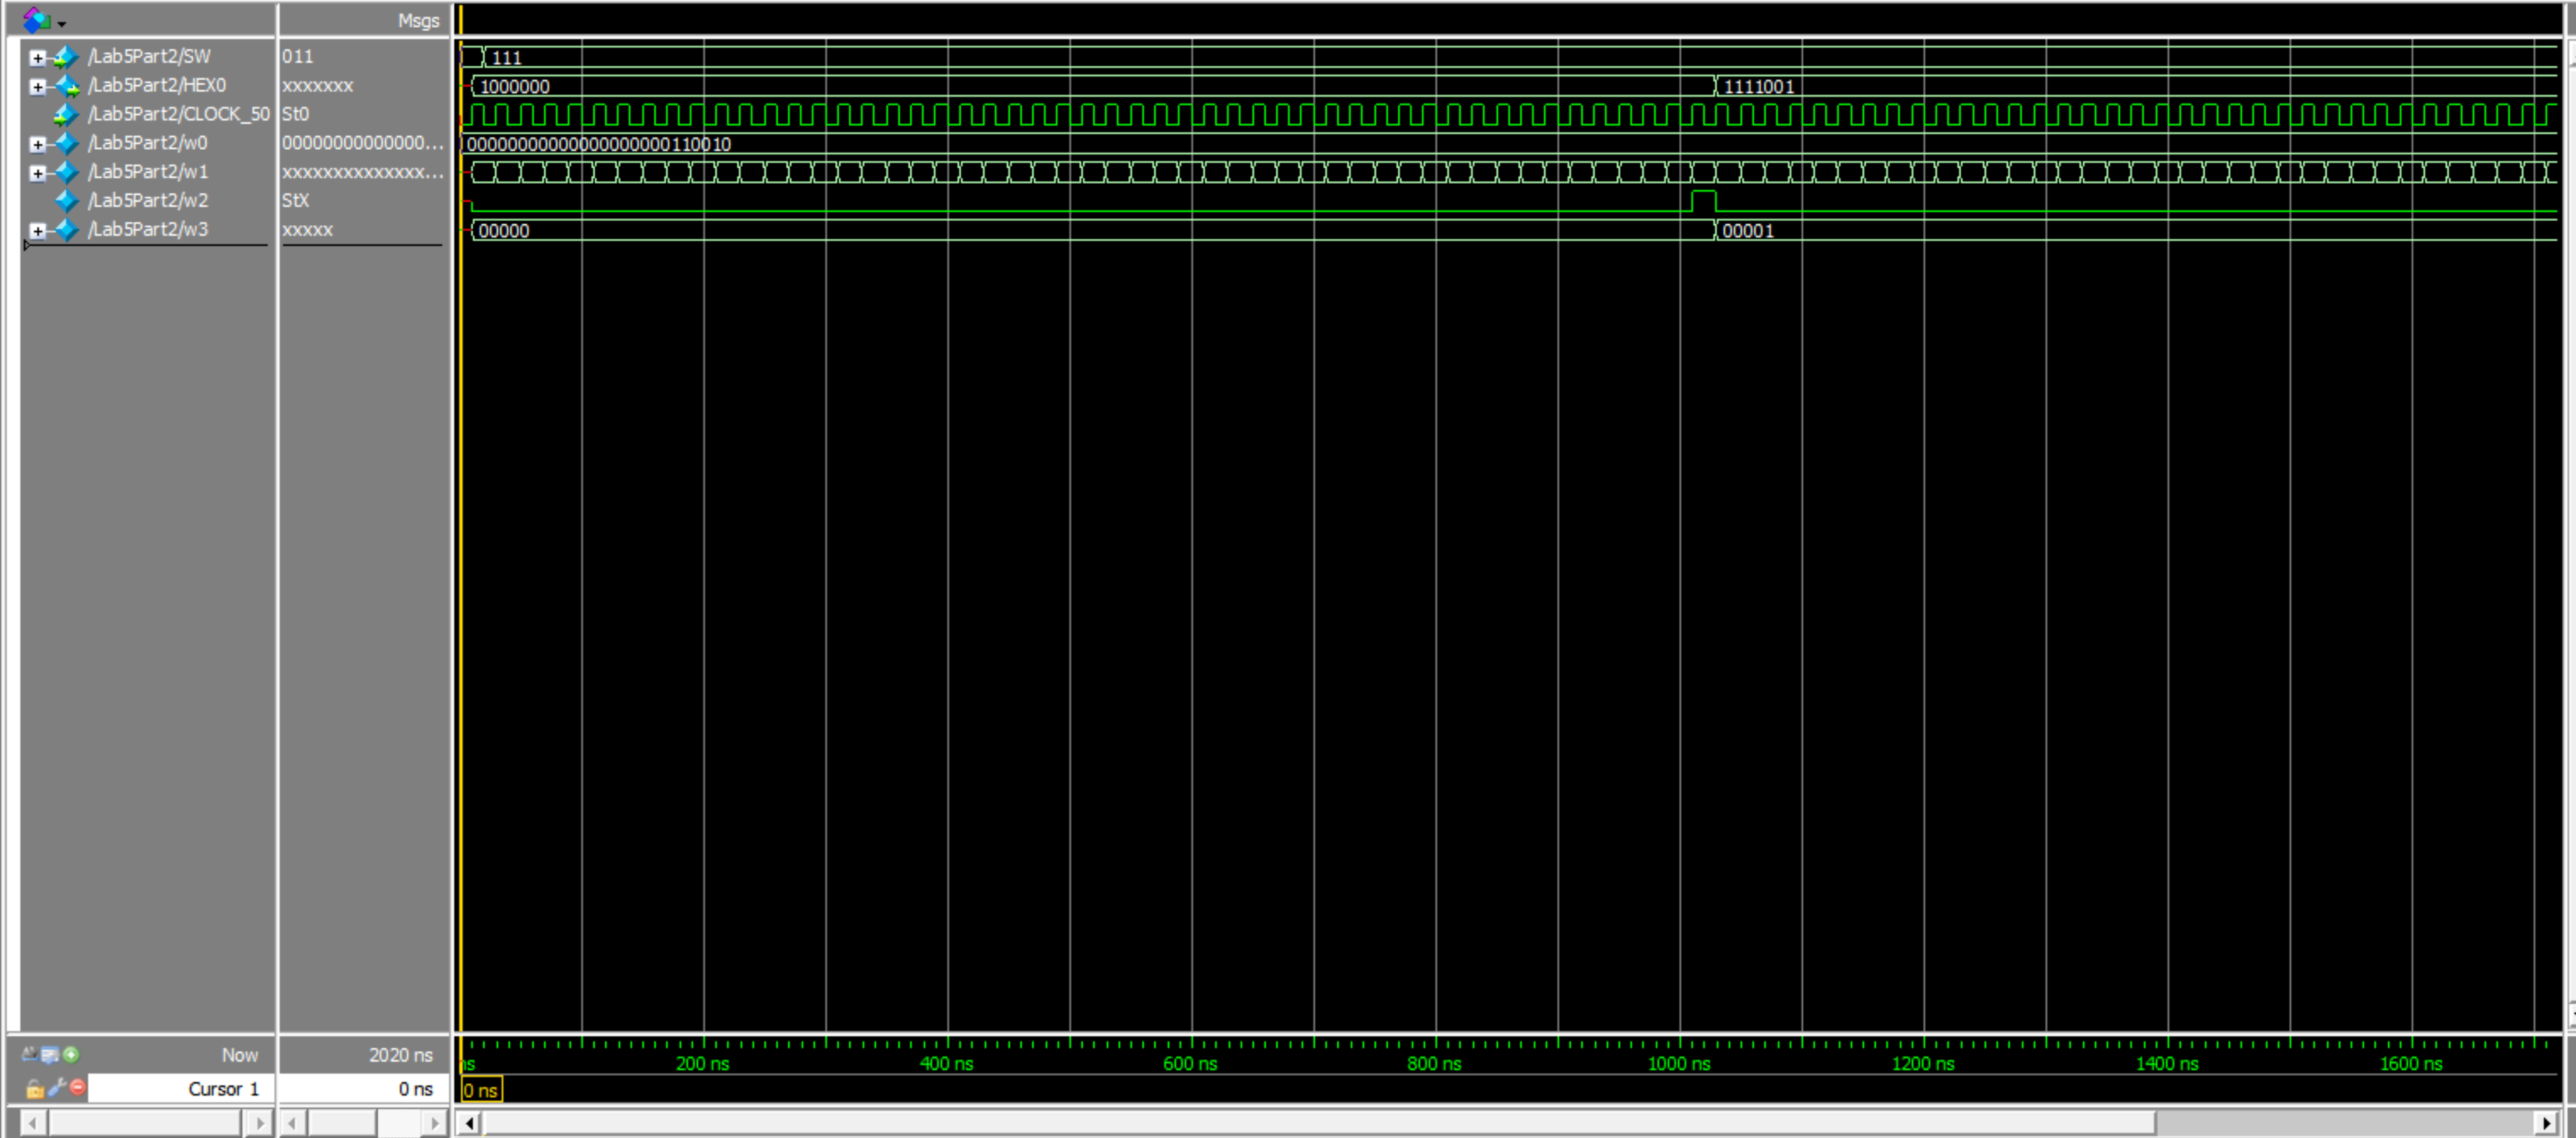 Msgs
/Lab5Part2/SW 011 111
/Lab5Part2/HEX0 xxxxxxx 1000000 1111001
/Lab5Part2/CLOCK_50 St0
/Lab5Part2/w0 00000000000000... 00000000000000000000110010
/Lab5Part2/w1 xxxxxxxxxxxxxx...
/Lab5Part2/w2 StX
/Lab5Part2/w3 xxxxx 00000 00001
Now 2020 ns ns 200 ns 400 ns 600 ns 800 ns 1000 ns 1200 ns 1400 ns 1600 ns
Cursor 1 0 ns 0 ns